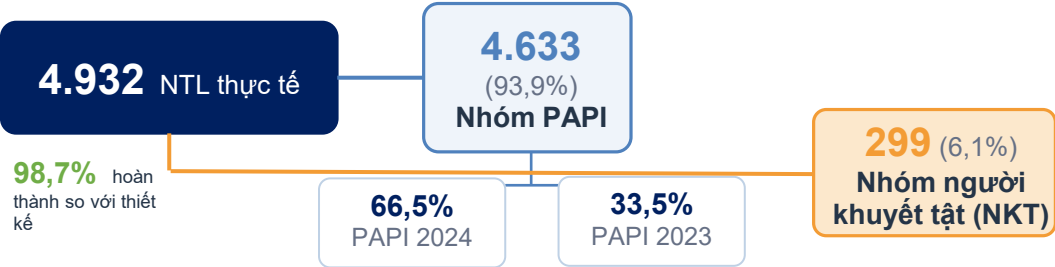 4.932 NTL thực tế
98,7% hoàn
thành so với thiết
kế
4.633
(93,9%)
Nhóm PAPI
66,5%
PAPI 2024
33,5%
PAPI 2023
299 (6,1%)
Nhóm người
khuyết tật (NKT)